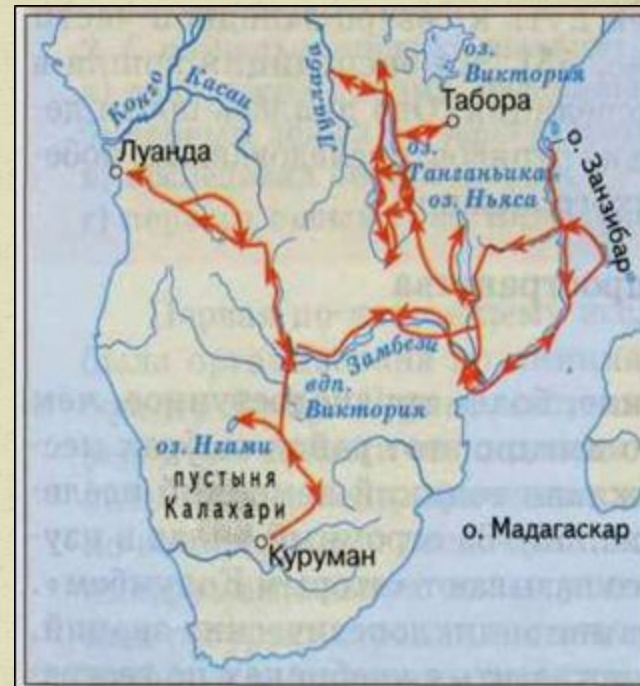 оз.
Виктория
Табора
Конго
Касаи
Луалаба
Луанда
оз.
Танганьика
оз. Ньяса
о. Занзибар
Замбези
вдп.
Виктория
оз. Нгами
пустыня
Калахари
Куруман
о. Мадагаскар